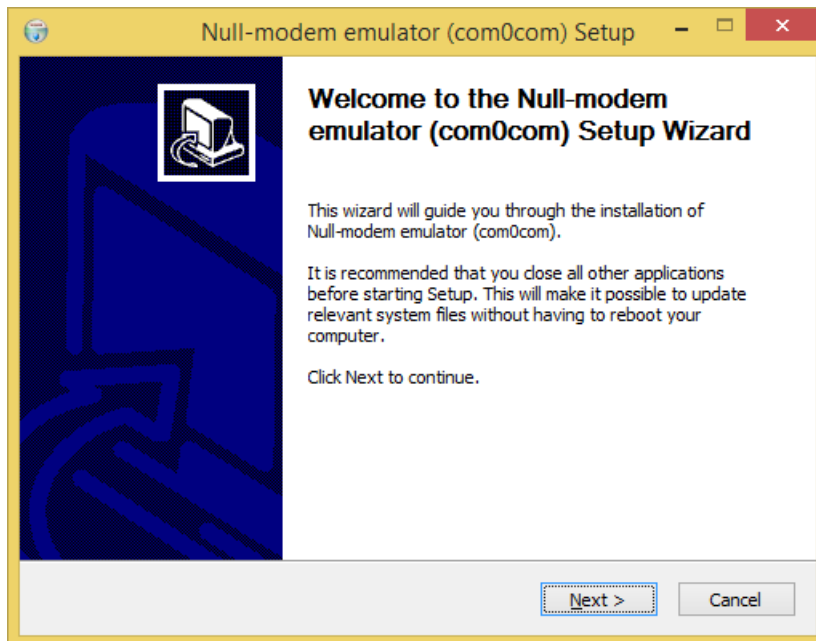 Null-modem emulator (com0com) Setup
Welcome to the Null-modem
emulator (com0com) Setup Wizard
This wizard will guide you through the installation of
Null-modem emulator (com0com).
It is recommended that you close all other applications
before starting Setup. This will make it possible to update
relevant system files without having to reboot your
computer.
Click Next to continue.
Next >
Cancel